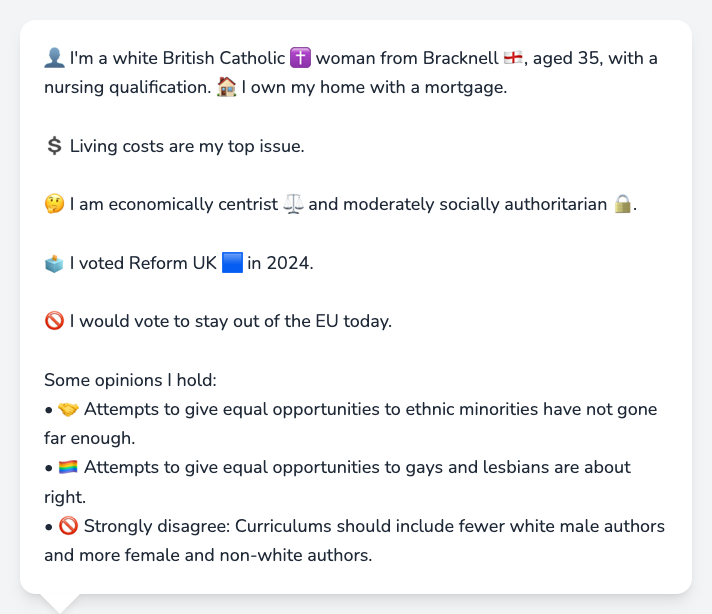 👤 I'm a white British Catholic ✝️ woman from Bracknell 🏴󠁧󠁢󠁥󠁮󠁧󠁿, aged 35, with a
nursing qualification. 🏠 I own my home with a mortgage.
💲 Living costs are my top issue.
🤔 I am economically centrist ⚖️ and moderately socially authoritarian 🔒.
🗳️ I voted Reform UK 🟦 in 2024.
🚫 I would vote to stay out of the EU today.
Some opinions I hold:
• 🤝 Attempts to give equal opportunities to ethnic minorities have not gone
far enough.
• 🏳️‍🌈 Attempts to give equal opportunities to gays and lesbians are about
right.
• 🚫 Strongly disagree: Curriculums should include fewer white male authors
and more female and non-white authors.